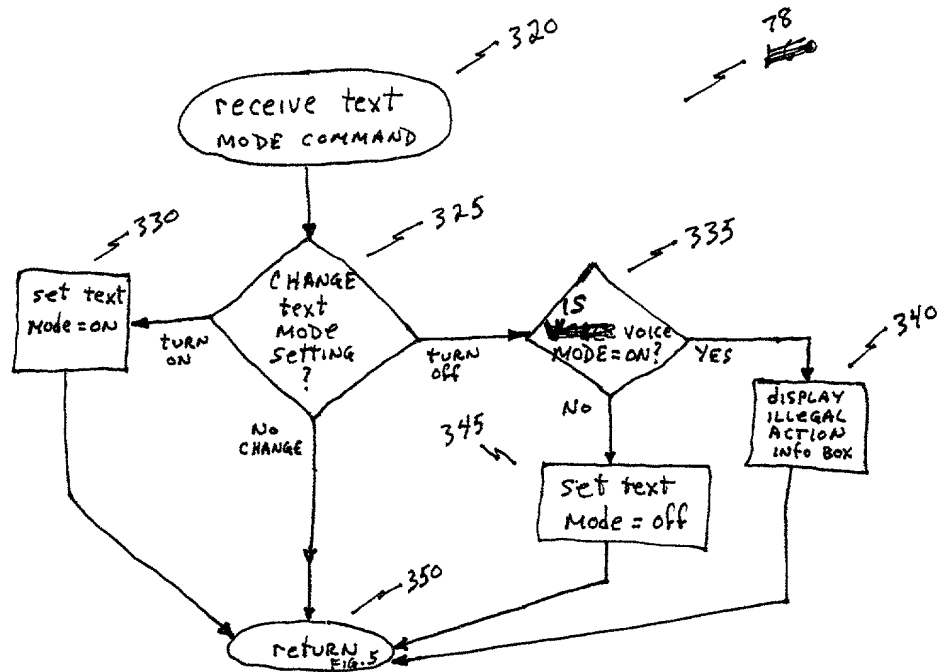 320
78
receive text
MODE COMMAND
330
325
335
340
set text
Mode = ON
CHANGE
text
MODE
setting
?
TURN
ON
turn
off
IS
VOICE
MODE = ON?
YES
No
NO
CHANGE
345
DISPLAY
ILLEGAL
ACTION
INFO BOX
set text
Mode = off
350
return
FIG. 5